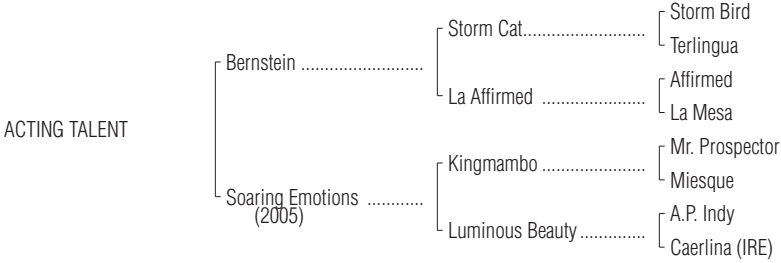 Storm Bird
Storm Cat..........................
Terlingua
Bernstein ..........................
Affirmed
La Affirmed ......................
La Mesa
ACTING TALENT
Mr. Prospector
Kingmambo ......................
Miesque
Soaring Emotions ............
(2005)
A.P. Indy
Luminous Beauty ..............
Caerlina (IRE)